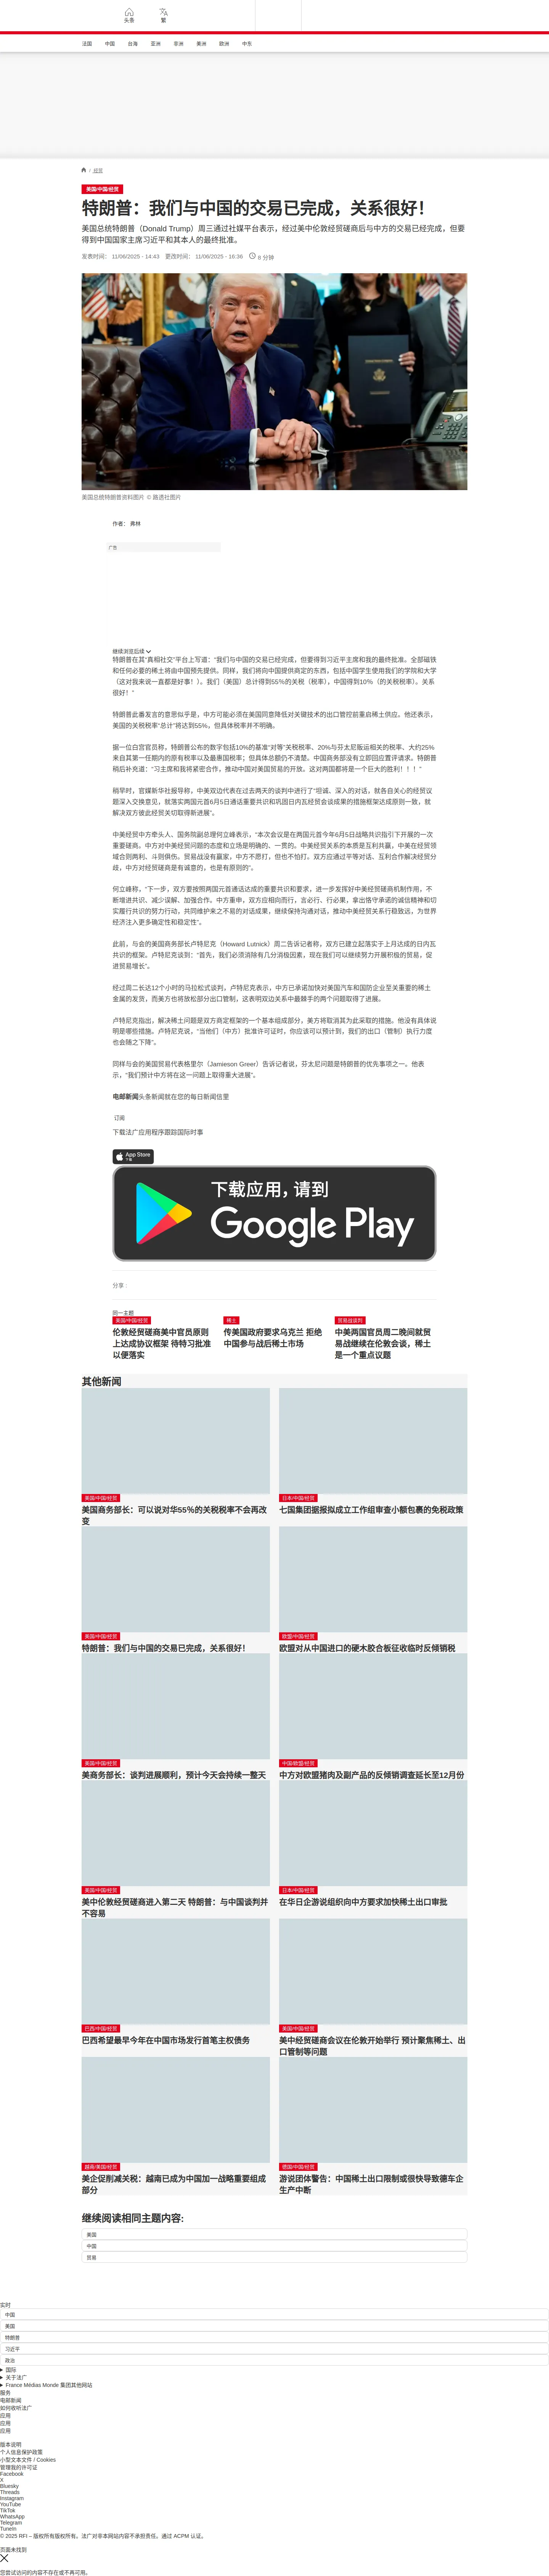 头条
繁
法国
中国
台海
亚洲
非洲
美洲
欧洲
中东
/ 经贸
美国/中国/经贸
特朗普：我们与中国的交易已完成，关系很好！
美国总统特朗普（Donald Trump）周三通过社媒平台表示，经过美中伦敦经贸磋商后与中方的交易已经完成，但要
得到中国国家主席习近平和其本人的最终批准。
发表时间： 11/06/2025 - 14:43 更改时间： 11/06/2025 - 16:36 8 分钟
美国总统特朗普资料图片 © 路透社图片
作者： 弗林
广告
继续浏览后续
特朗普在其“真相社交”平台上写道：“我们与中国的交易已经完成，但要得到习近平主席和我的最终批准。全部磁铁
和任何必要的稀土将由中国预先提供。同样，我们将向中国提供商定的东西，包括中国学生使用我们的学院和大学
（这对我来说一直都是好事！）。我们（美国）总计得到55％的关税（税率），中国得到10％（的关税税率）。关系
很好！”
特朗普此番发言的意思似乎是，中方可能必须在美国同意降低对关键技术的出口管控前重启稀土供应。他还表示，
美国的关税税率“总计”将达到55%，但具体税率并不明确。
据一位白宫官员称，特朗普公布的数字包括10%的基准“对等”关税税率、20%与芬太尼贩运相关的税率、大约25%
来自其第一任期内的原有税率以及最惠国税率；但具体总额仍不清楚。中国商务部没有立即回应置评请求。特朗普
稍后补充道：“习主席和我将紧密合作，推动中国对美国贸易的开放。这对两国都将是一个巨大的胜利！！！”
稍早时，官媒新华社报导称，中美双边代表在过去两天的谈判中进行了“坦诚、深入的对话，就各自关心的经贸议
题深入交换意见，就落实两国元首6月5日通话重要共识和巩固日内瓦经贸会谈成果的措施框架达成原则一致，就
解决双方彼此经贸关切取得新进展”。
中美经贸中方牵头人、国务院副总理何立峰表示，“本次会议是在两国元首今年6月5日战略共识指引下开展的一次
重要磋商。中方对中美经贸问题的态度和立场是明确的、一贯的。中美经贸关系的本质是互利共赢，中美在经贸领
域合则两利、斗则俱伤。贸易战没有赢家，中方不愿打，但也不怕打。双方应通过平等对话、互利合作解决经贸分
歧，中方对经贸磋商是有诚意的，也是有原则的”。
何立峰称，“下一步，双方要按照两国元首通话达成的重要共识和要求，进一步发挥好中美经贸磋商机制作用，不
断增进共识、减少误解、加强合作。中方重申，双方应相向而行，言必行、行必果，拿出恪守承诺的诚信精神和切
实履行共识的努力行动，共同维护来之不易的对话成果，继续保持沟通对话，推动中美经贸关系行稳致远，为世界
经济注入更多确定性和稳定性”。
此前，与会的美国商务部长卢特尼克（Howard Lutnick）周二告诉记者称，双方已建立起落实于上月达成的日内瓦
共识的框架。卢特尼克谈到：“首先，我们必须消除有几分消极因素，现在我们可以继续努力开展积极的贸易，促
进贸易增长”。
经过周二长达12个小时的马拉松式谈判，卢特尼克表示，中方已承诺加快对美国汽车和国防企业至关重要的稀土
金属的发货，而美方也将放松部分出口管制，这表明双边关系中最棘手的两个问题取得了进展。
卢特尼克指出，解决稀土问题是双方商定框架的一个基本组成部分，美方将取消其为此采取的措施。他没有具体说
明是哪些措施。卢特尼克说，“当他们（中方）批准许可证时，你应该可以预计到，我们的出口（管制）执行力度
也会随之下降”。
同样与会的美国贸易代表格里尔（Jamieson Greer）告诉记者说，芬太尼问题是特朗普的优先事项之一。他表
示，“我们预计中方将在这一问题上取得重大进展”。
电邮新闻头条新闻就在您的每日新闻信里
订阅
下载法广应用程序跟踪国际时事
App Store
下载
下载应用，请到
Google Play
分享 :
同一主题
美国/中国/经贸
伦敦经贸磋商美中官员原则
上达成协议框架 待特习批准
以便落实
稀土
传美国政府要求乌克兰 拒绝
中国参与战后稀土市场
贸易战谈判
中美两国官员周二晚间就贸
易战继续在伦敦会谈，稀土
是一个重点议题
其他新闻
美国/中国/经贸
美国商务部长：可以说对华55%的关税税率不会再改
变
日本/中国/经贸
七国集团据报拟成立工作组审查小额包裹的免税政策
美国/中国/经贸
特朗普：我们与中国的交易已完成，关系很好！
欧盟/中国/经贸
欧盟对从中国进口的硬木胶合板征收临时反倾销税
美国/中国/经贸
美商务部长：谈判进展顺利，预计今天会持续一整天
中国/欧盟/经贸
中方对欧盟猪肉及副产品的反倾销调查延长至12月份
美国/中国/经贸
美中伦敦经贸磋商进入第二天 特朗普：与中国谈判并
不容易
日本/中国/经贸
在华日企游说组织向中方要求加快稀土出口审批
巴西/中国/经贸
巴西希望最早今年在中国市场发行首笔主权债务
美国/中国/经贸
美中经贸磋商会议在伦敦开始举行 预计聚焦稀土、出
口管制等问题
越南/美国/经贸
美企促削减关税：越南已成为中国加一战略重要组成
部分
德国/中国/经贸
游说团体警告：中国稀土出口限制或很快导致德车企
生产中断
继续阅读相同主题内容:
美国
中国
贸易
实时
中国
美国
特朗普
习近平
政治
国际
关于法广
France Médias Monde 集团其他网站
服务
电邮新闻
如何收听法广
应用
应用
应用
版本说明
个人信息保护政策
小型文本文件 / Cookies
管理我的许可证
Facebook
X
Bluesky
Threads
Instagram
YouTube
TikTok
WhatsApp
Telegram
TuneIn
© 2025 RFI – 版权所有版权所有。法广对非本网站内容不承担责任。通过 ACPM 认证。
页面未找到
您尝试访问的内容不存在或不再可用。